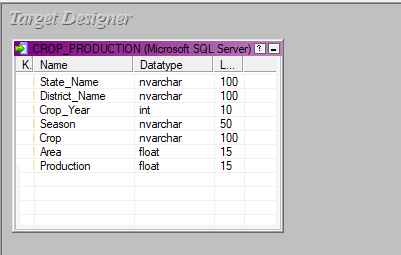 Target Designer
CROP_PRODUCTION (Microsoft SQL Server) ?
K. Name Datatype L...
State_Name nvarchar 100
District_Name nvarchar 100
Crop_Year int 10
Season nvarchar 50
Crop nvarchar 100
Area float 15
Production float 15